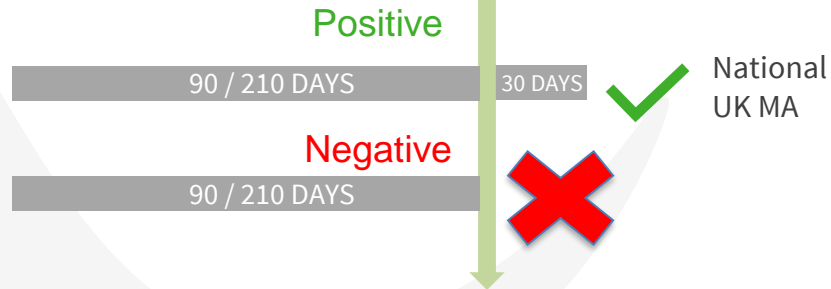 Positive
90 / 210 DAYS
30 DAYS
National
UK MA
Negative
90 / 210 DAYS